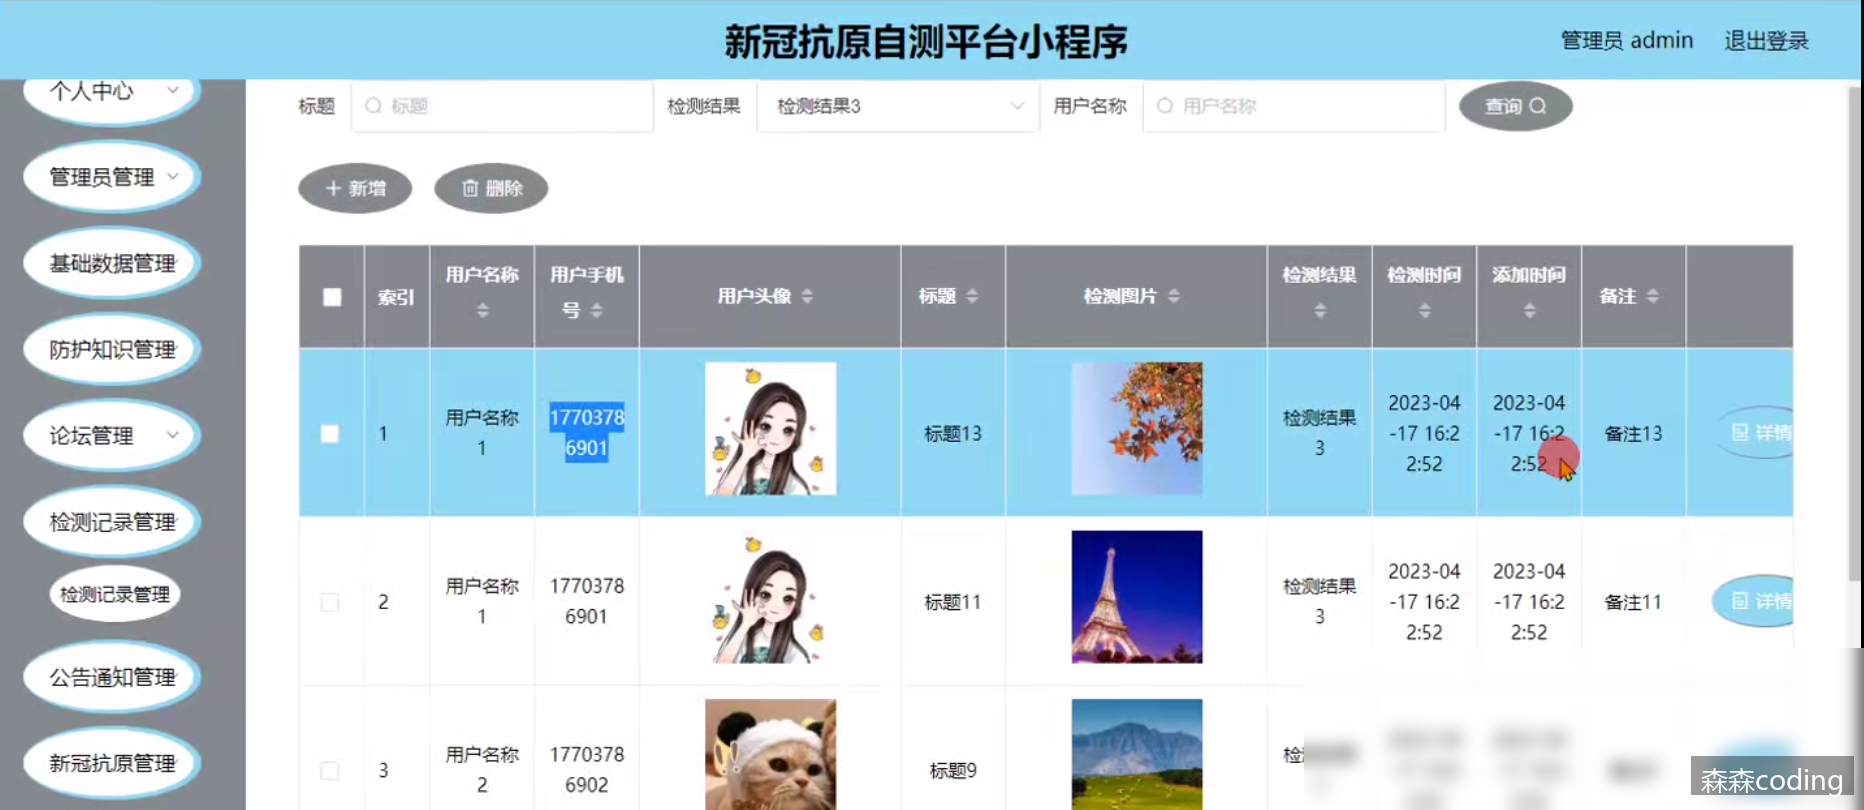 新冠抗原自测平台小程序
管理员 admin 退出登录
个人中心
管理员管理
基础数据管理
防护知识管理
论坛管理
检测记录管理
检测记录管理
公告通知管理
新冠抗原管理
标题 标题 检测结果 检测结果3 用户名称 用户名称 查询
新增 删除
索引 用户名称 用户手机号 用户头像 标题 检测图片 检测结果 检测时间 添加时间 备注
1 用户名称1 17703786901 标题13 检测结果3 2023-04-17 16:22:52 2023-04-17 16:22:52 备注13 详情
2 用户名称1 17703786901 标题11 检测结果3 2023-04-17 16:22:52 2023-04-17 16:22:52 备注11 详情
3 用户名称2 17703786902 标题9 检
森森coding